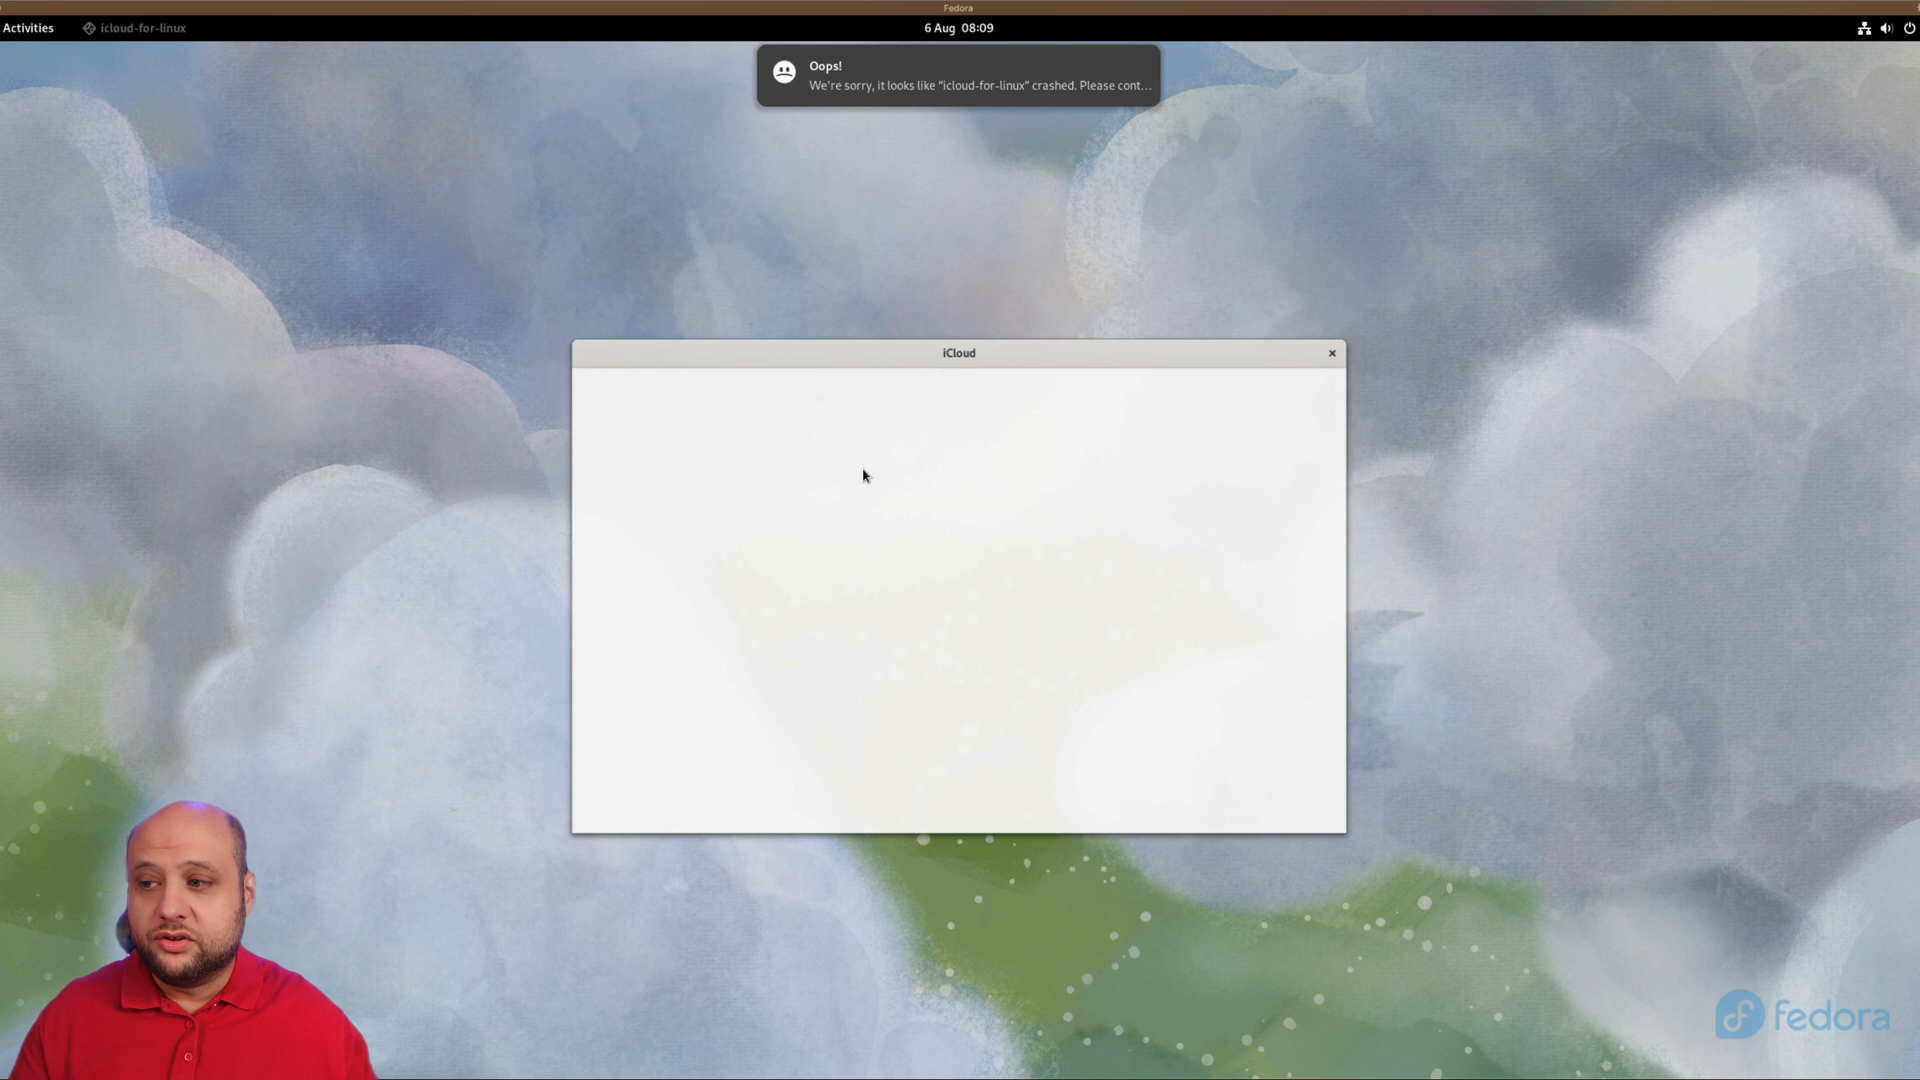 Fedora
Activities
icloud-for-linux
6 Aug 08:09
Oops!
We're sorry, it looks like “icloud-for-linux” crashed. Please cont...
iCloud
fedora